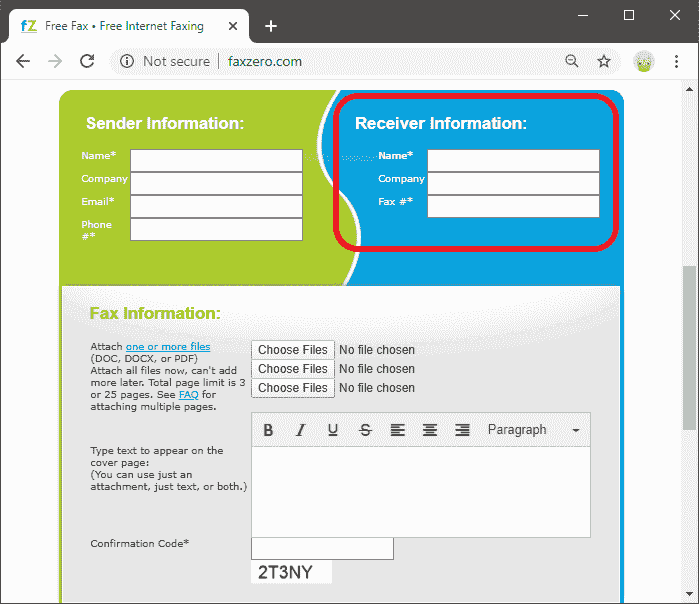 fZ Free Fax • Free Internet Faxing
Not secure | faxzero.com
Sender Information:
Name*
Company
Email*
Phone
#*
Receiver Information:
Name*
Company
Fax #*
Fax Information:
Attach one or more files
(DOC, DOCX, or PDF)
Attach all files now, can't add
more later. Total page limit is 3
or 25 pages. See FAQ for
attaching multiple pages.
Choose Files No file chosen
Choose Files No file chosen
Choose Files No file chosen
B I U S Paragraph
Type text to appear on the
cover page:
(You can use just an
attachment, just text, or both.)
Confirmation Code*
2T3NY